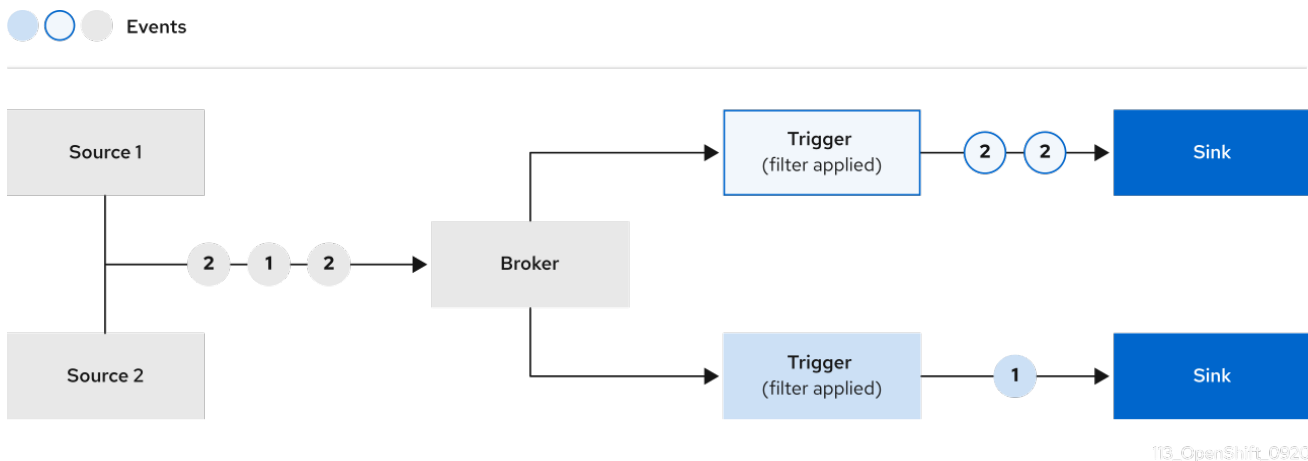 Events
Source 1
Trigger
(filter applied)
2
2
Sink
2
1
2
Broker
Source 2
Trigger
(filter applied)
1
Sink
113_OpenShift_0920